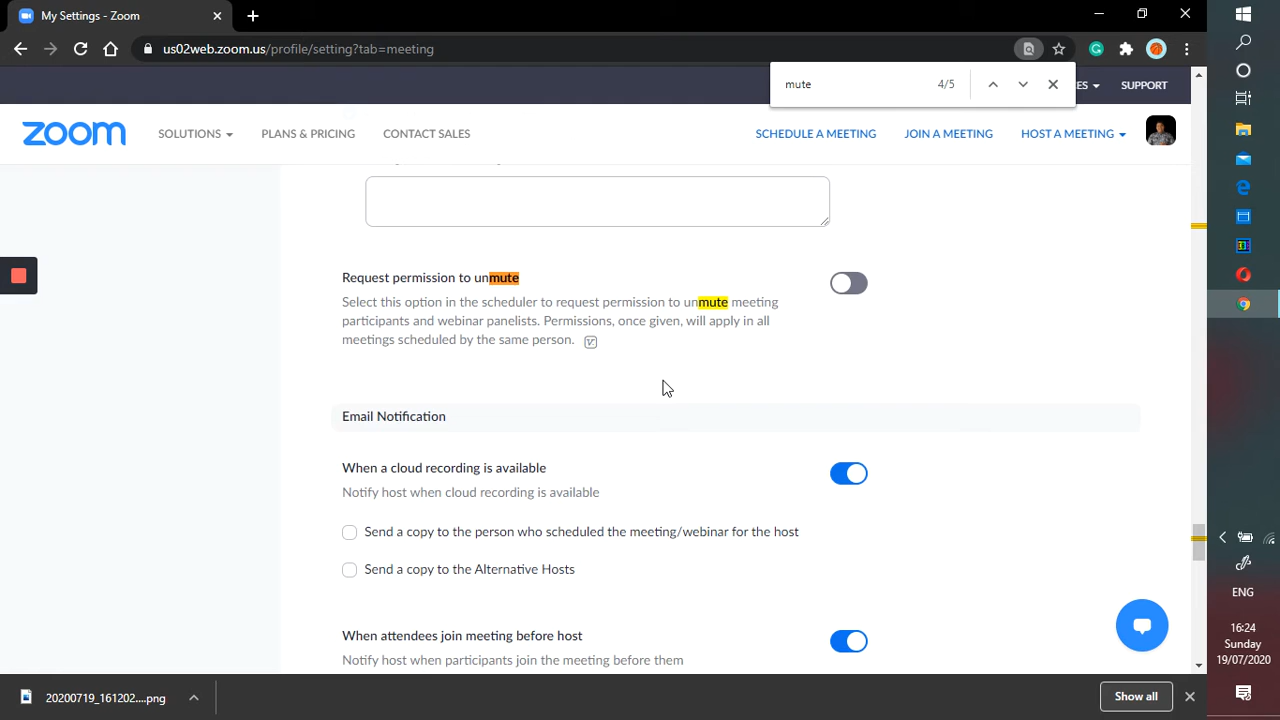 My Settings - Zoom
us02web.zoom.us/profile/setting?tab=meeting
mute 4/5
ES SUPPORT
zoom SOLUTIONS PLANS & PRICING CONTACT SALES SCHEDULE A MEETING JOIN A MEETING HOST A MEETING
Request permission to unmute
Select this option in the scheduler to request permission to unmute meeting
participants and webinar panelists. Permissions, once given, will apply in all
meetings scheduled by the same person.
Email Notification
When a cloud recording is available
Notify host when cloud recording is available
Send a copy to the person who scheduled the meeting/webinar for the host
Send a copy to the Alternative Hosts
When attendees join meeting before host
Notify host when participants join the meeting before them
20200719_161202....png
Show all
ENG
16:24
Sunday
19/07/2020